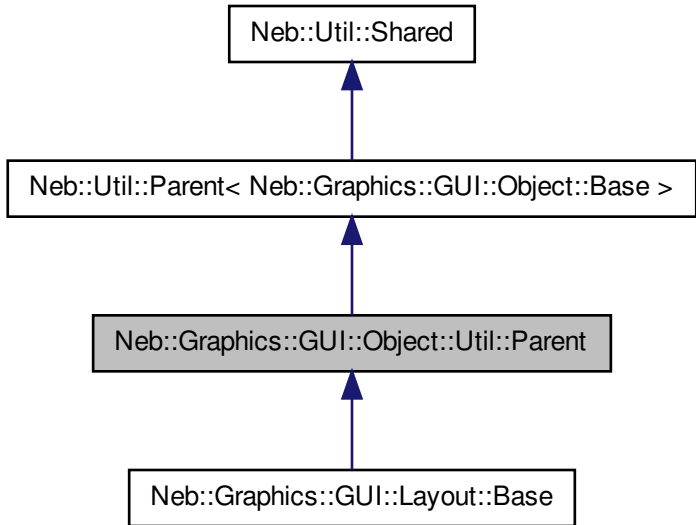 Neb::Util::Shared
Neb::Util::Parent< Neb::Graphics::GUI::Object::Base >
Neb::Graphics::GUI::Object::Util::Parent
Neb::Graphics::GUI::Layout::Base